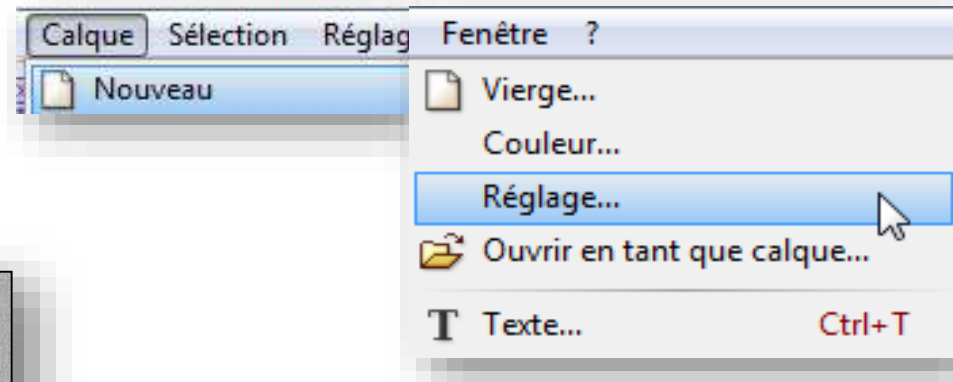 Calque Sélection Réglag Fenêtre ?
Nouveau
Vierge...
Couleur...
Réglage...
Ouvrir en tant que calque...
T Texte... Ctrl+T